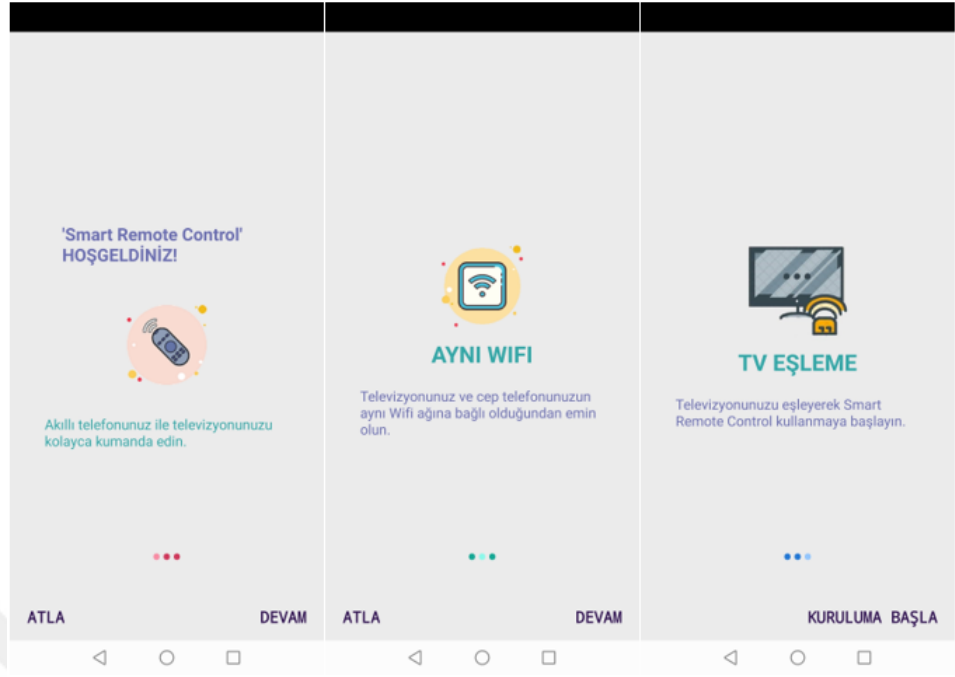 'Smart Remote Control'
HOŞGELDİNİZ!
Akıllı telefonunuz ile televizyonunuzu
kolayca kumanda edin.
ATLA
DEVAM
AYNI WIFI
Televizyonunuz ve cep telefonunuzun
aynı Wifi ağına bağlı olduğundan emin
olun.
ATLA
DEVAM
TV EŞLEME
Televizyonunuzu eşleyerek Smart
Remote Control kullanmaya başlayın.
KURULUMA BAŞLA